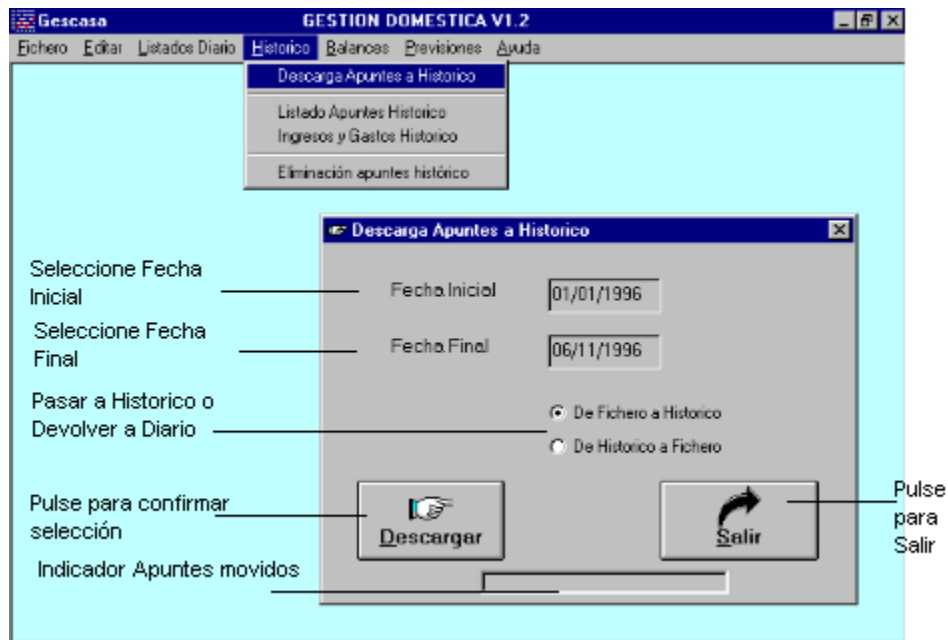 Gescasa GESTION DOMESTICA V1.2
Fichero Editar Listados Diario Historico Balances Previsiones Ayuda
Descarga Apuntes a Historico
Listado Apuntes Historico
Ingresos y Gastos Historico
Eliminación apuntes histórico
Descarga Apuntes a Historico
Seleccione Fecha
Inicial
Fecha Inicial 01/01/1996
Seleccione Fecha
Final
Fecha Final 06/11/1996
Pasar a Historico o
Devolver a Diario
De Fichero a Historico
De Historico a Fichero
Pulse para confirmar
selección
Descargar
Salir
Pulse
para
Salir
Indicador Apuntes movidos